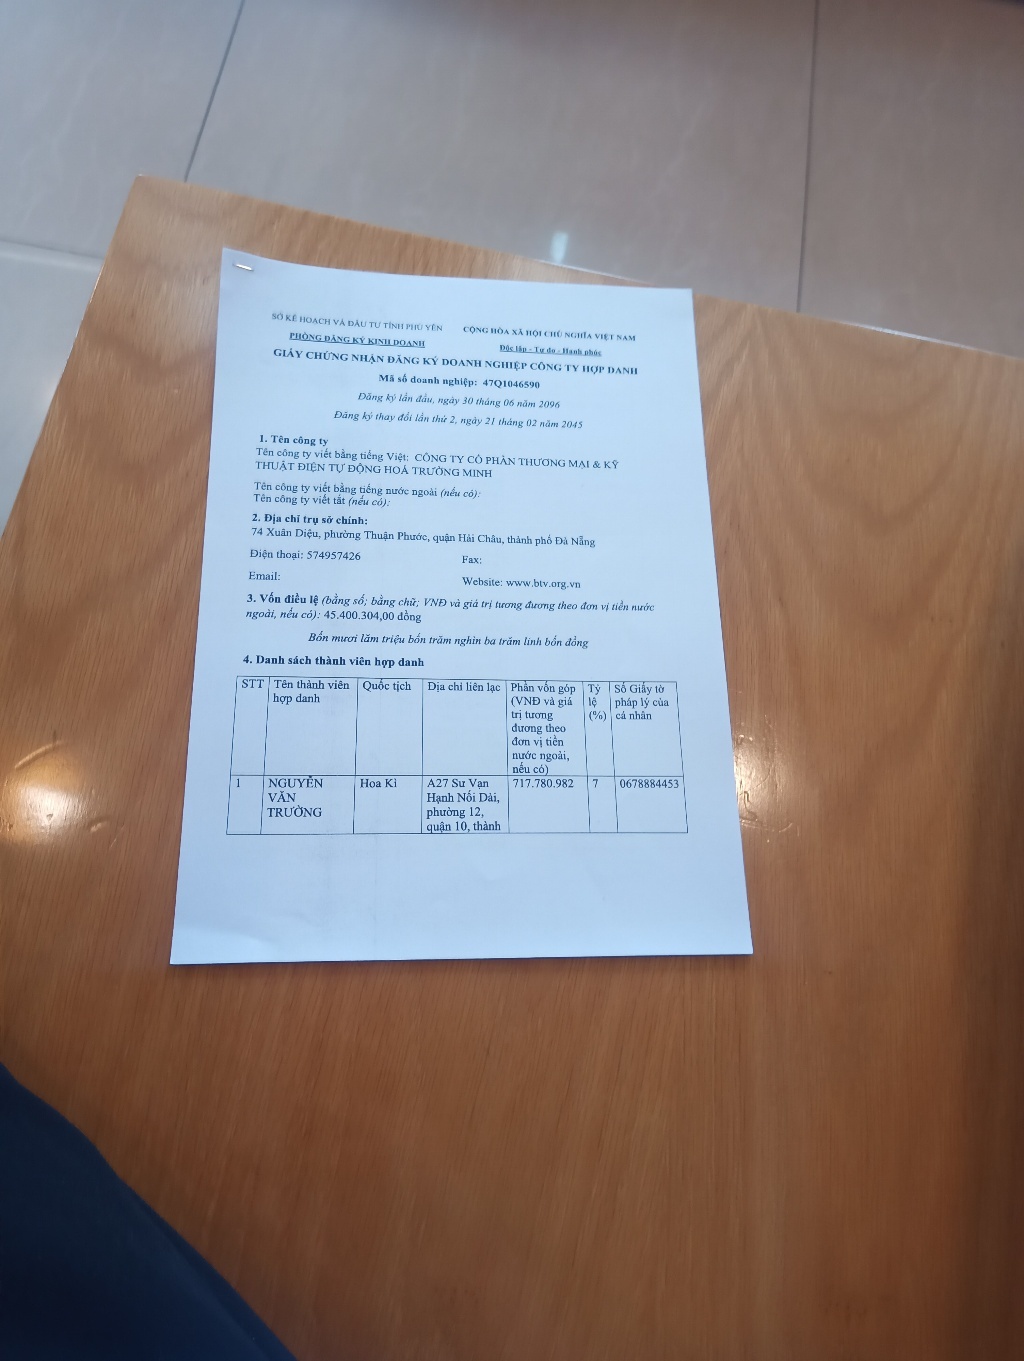 SỞ KẾ HOẠCH VÀ ĐẦU TƯ TỈNH PHÚ YÊN
CỘNG HÒA XÃ HỘI CHỦ NGHĨA VIỆT NAM
PHÒNG ĐĂNG KÝ KINH DOANH
Độc lập - Tự do - Hạnh phúc
GIẤY CHỨNG NHẬN ĐĂNG KÝ DOANH NGHIỆP CÔNG TY HỢP DANH
Mã số doanh nghiệp: 47Q1046590
Đăng ký lần đầu, ngày 30 tháng 06 năm 2096
Đăng ký thay đổi lần thứ 2, ngày 21 tháng 02 năm 2045
1. Tên công ty
Tên công ty viết bằng tiếng Việt: CÔNG TY CỔ PHẦN THƯƠNG MẠI & KỸ
THUẬT ĐIỆN TỰ ĐỘNG HOÁ TRƯỜNG MINH
Tên công ty viết bằng tiếng nước ngoài (nếu có):
Tên công ty viết tắt (nếu có):
2. Địa chỉ trụ sở chính:
74 Xuân Diệu, phường Thuận Phước, quận Hải Châu, thành phố Đà Nẵng
Điện thoại: 574957426
Fax:
Email:
Website: www.btv.org.vn
3. Vốn điều lệ (bằng số; bằng chữ; VNĐ và giá trị tương đương theo đơn vị tiền nước
ngoài, nếu có): 45.400.304,00 đồng
Bốn mươi lăm triệu bốn trăm nghìn ba trăm linh bốn đồng
4. Danh sách thành viên hợp danh
STT
Tên thành viên
hợp danh
Quốc tịch
Địa chỉ liên lạc
Phần vốn góp
(VNĐ và giá
trị tương
đương theo
đơn vị tiền
nước ngoài,
nếu có)
Tỷ
lệ
(%)
Số Giấy tờ
pháp lý của
cá nhân
1
NGUYỄN
VĂN
TRƯỜNG
Hoa Kì
A27 Sư Vạn
Hạnh Nối Dài,
phường 12,
quận 10, thành
717.780.982
7
0678884453